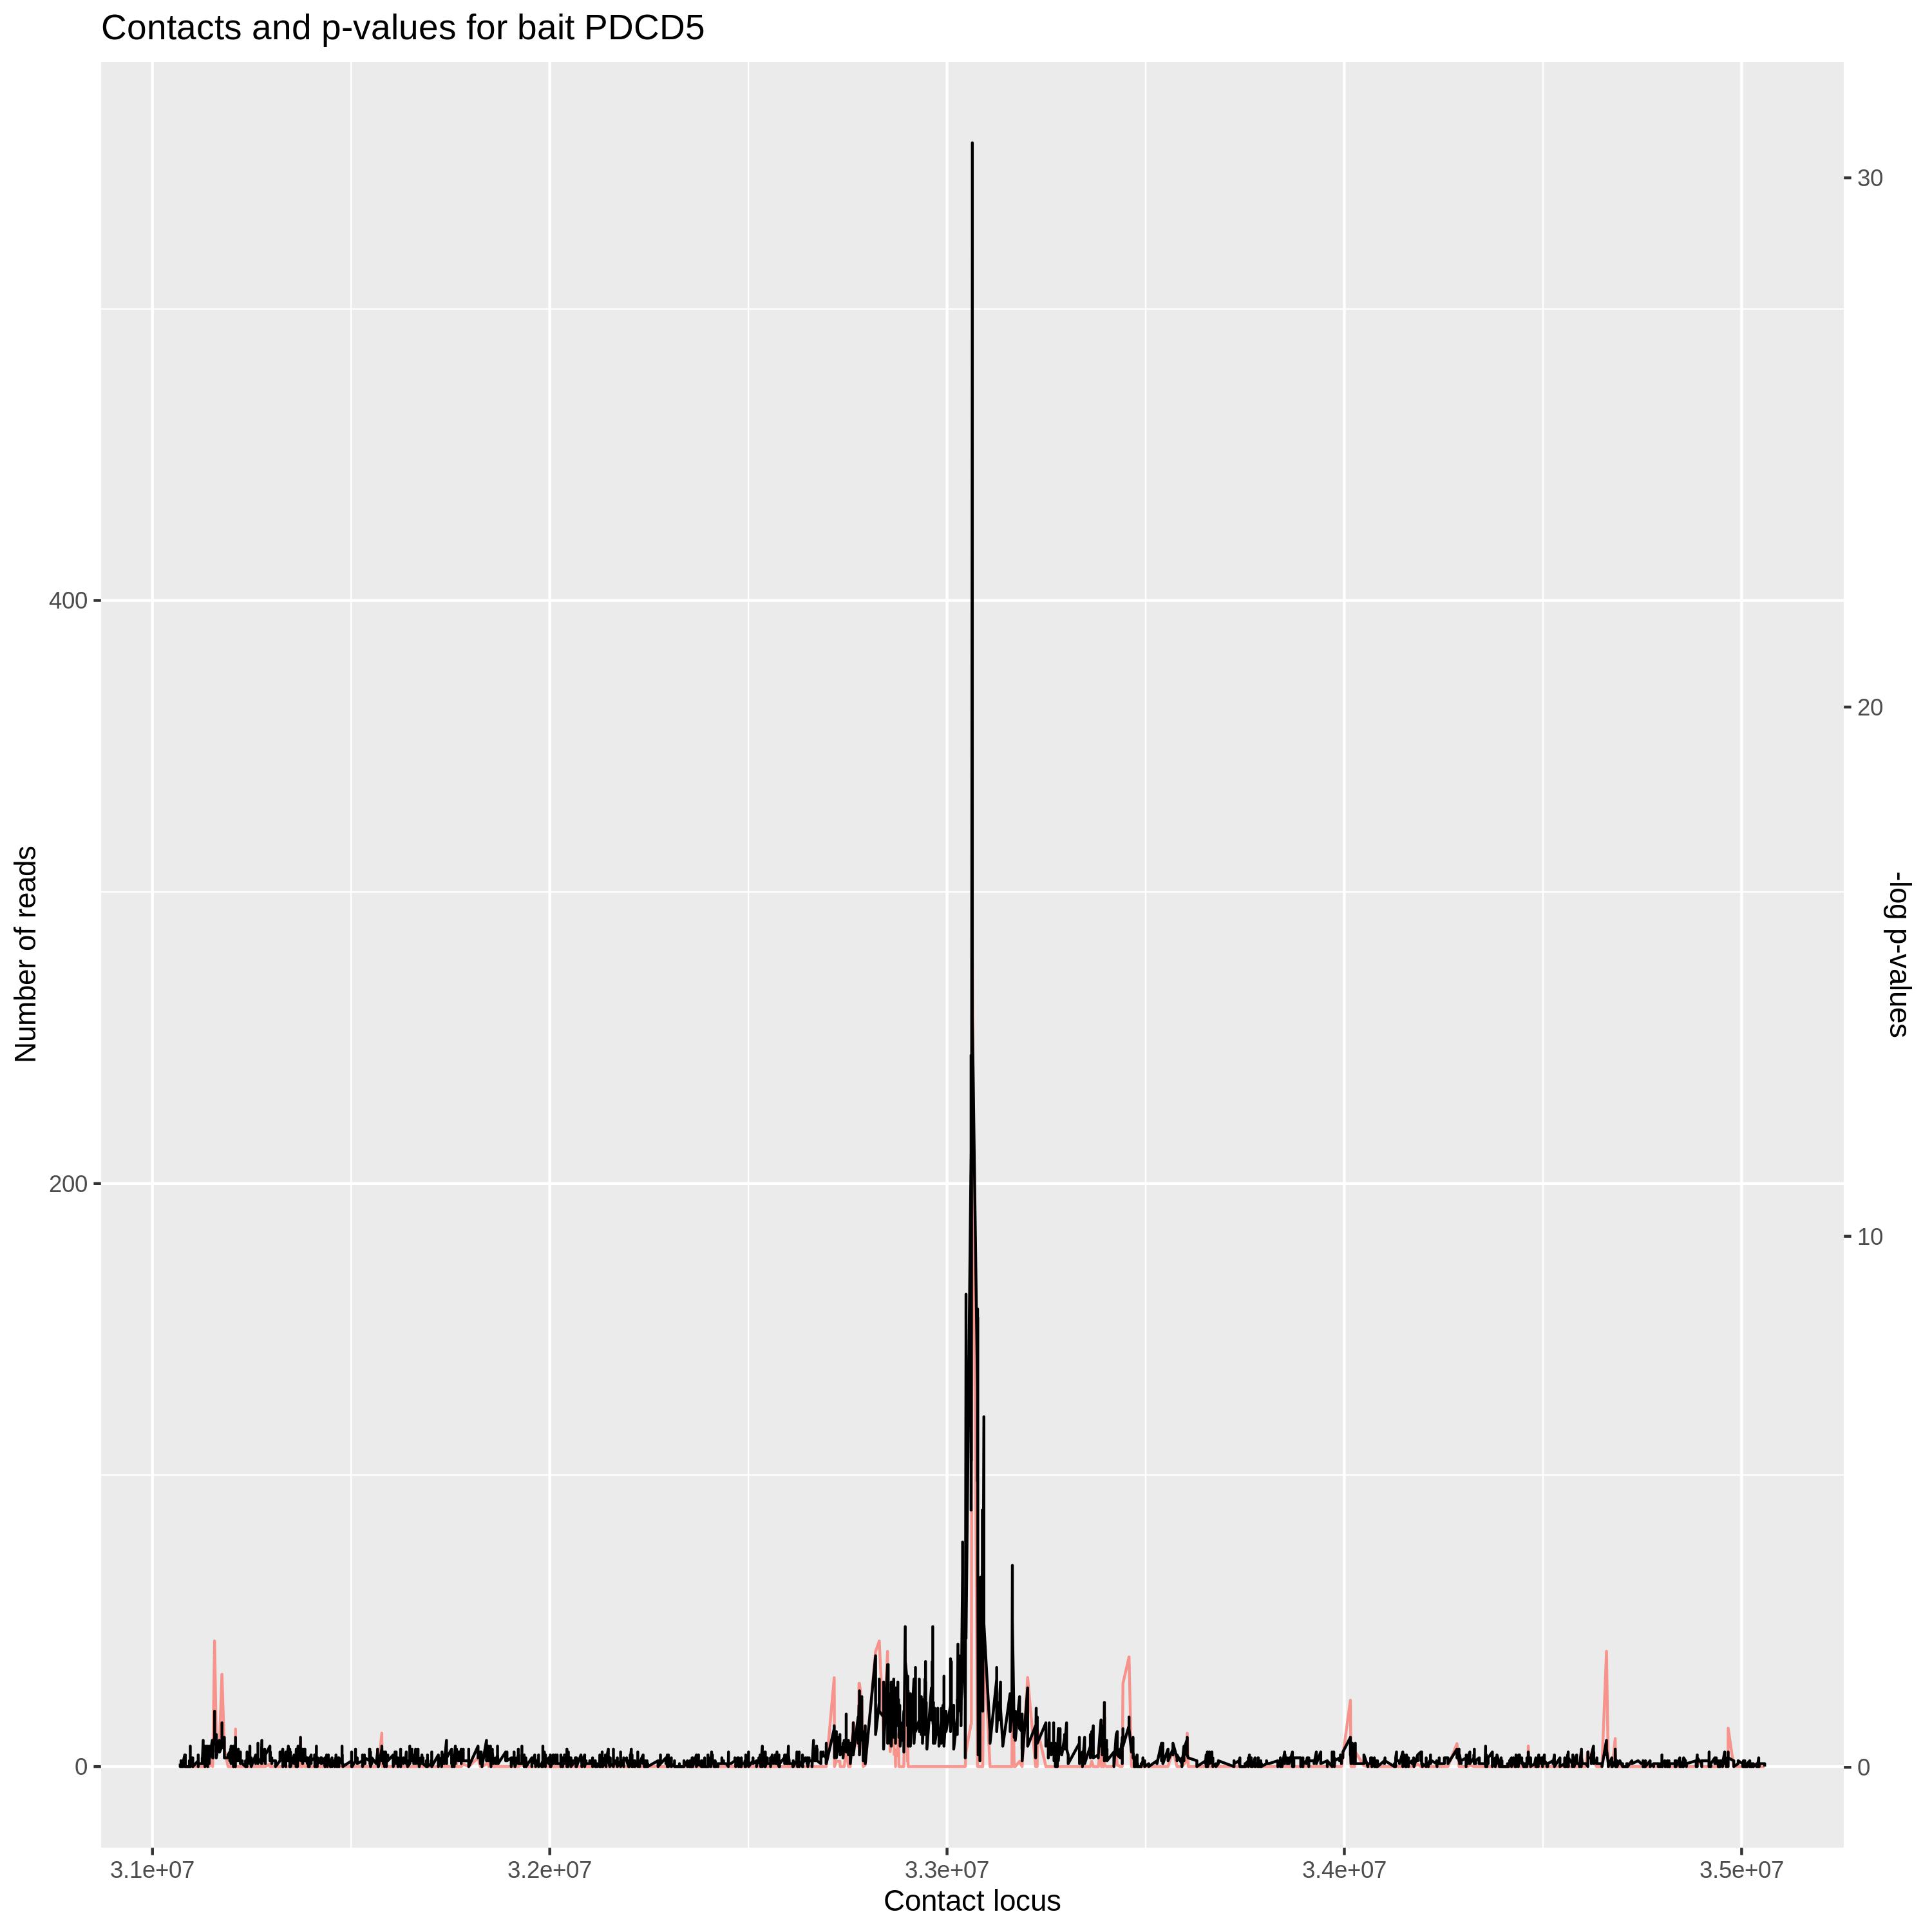 Contacts and p-values for bait PDCD5
Number of reads
400
200
0
30
20
10
0
-log p-values
3.1e+07 3.2e+07 3.3e+07 3.4e+07 3.5e+07
Contact locus